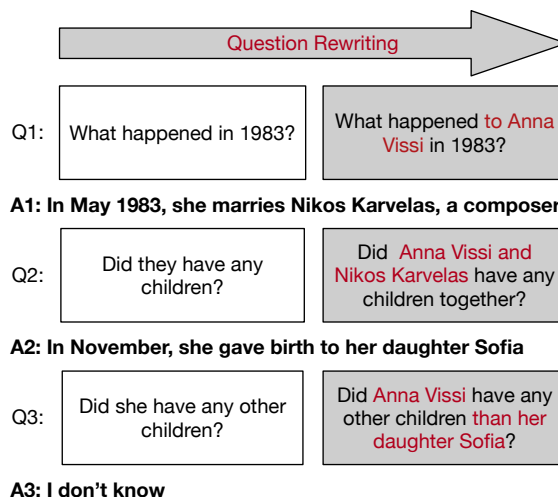 Question Rewriting
Q1:
What happened in 1983?
What happened to Anna
Vissi in 1983?
A1: In May 1983, she marries Nikos Karvelas, a composer
Q2:
Did they have any
children?
Did Anna Vissi and
Nikos Karvelas have any
children together?
A2: In November, she gave birth to her daughter Sofia
Q3:
Did she have any other
children?
Did Anna Vissi have any
other children than her
daughter Sofia?
A3: I don't know